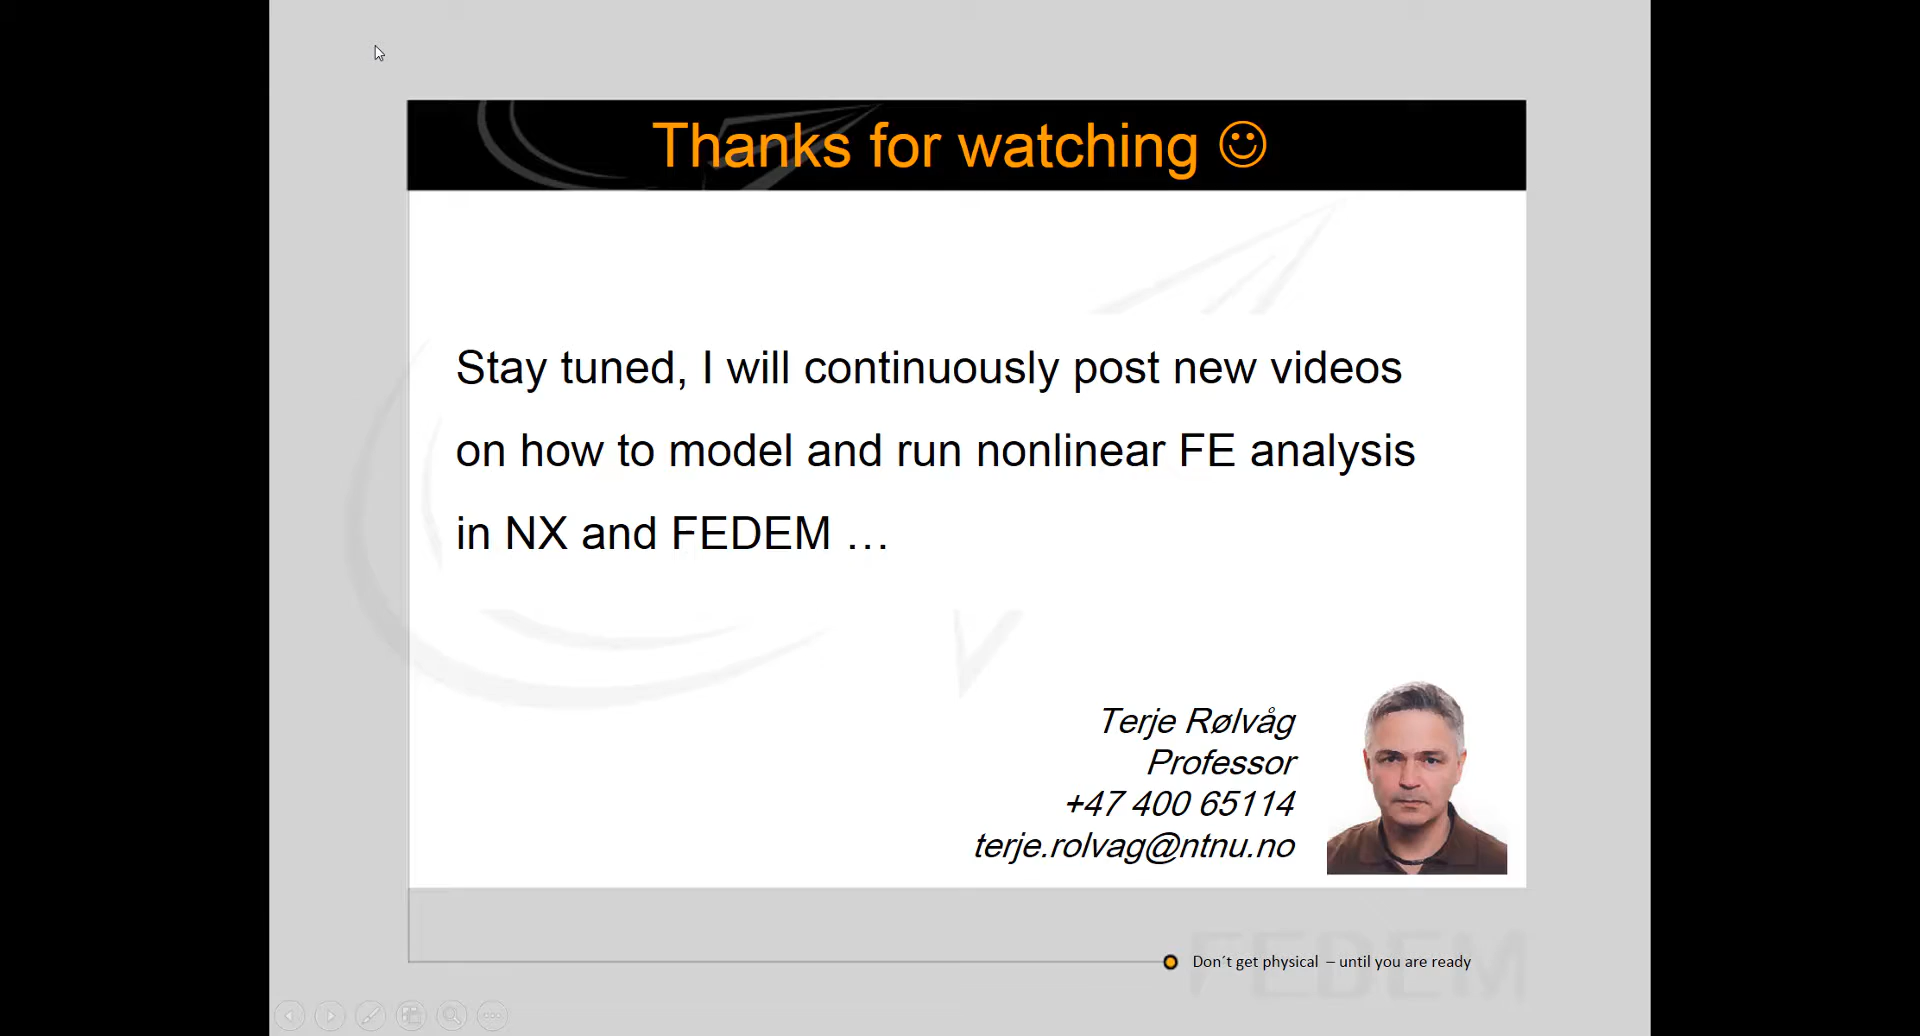 Thanks for watching ☺
Stay tuned, I will continuously post new videos
on how to model and run nonlinear FE analysis
in NX and FEDEM …
Terje Rølvåg
Professor
+47 400 65114
terje.rolvag@ntnu.no
FEDEM
Don´t get physical – until you are ready